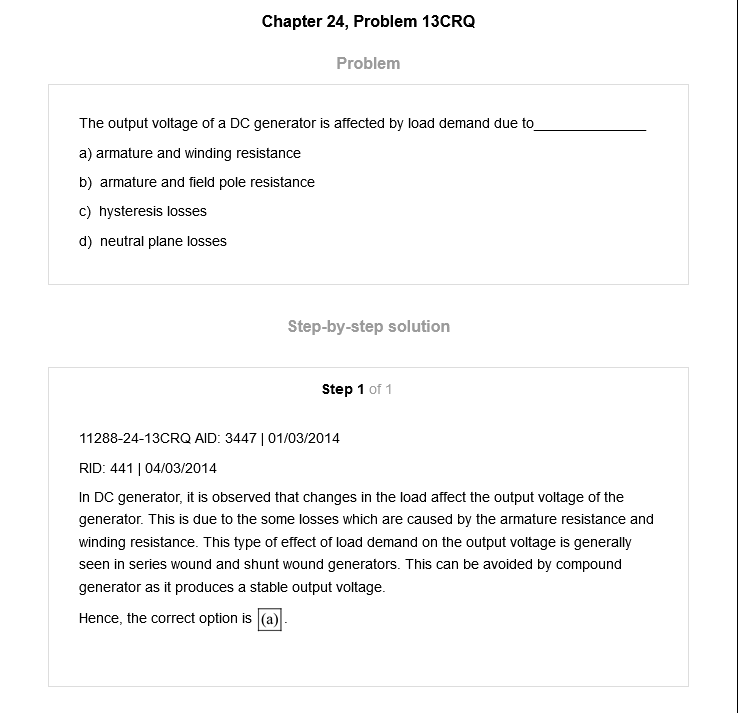 Chapter 24, Problem 13CRQ
Problem
The output voltage of a DC generator is affected by load demand due to_______________
a) armature and winding resistance
b) armature and field pole resistance
c) hysteresis losses
d) neutral plane losses
Step-by-step solution
Step 1 of 1
11288-24-13CRQ AID: 3447 | 01/03/2014
RID: 441 | 04/03/2014
In DC generator, it is observed that changes in the load affect the output voltage of the
generator. This is due to the some losses which are caused by the armature resistance and
winding resistance. This type of effect of load demand on the output voltage is generally
seen in series wound and shunt wound generators. This can be avoided by compound
generator as it produces a stable output voltage.
Hence, the correct option is (a).